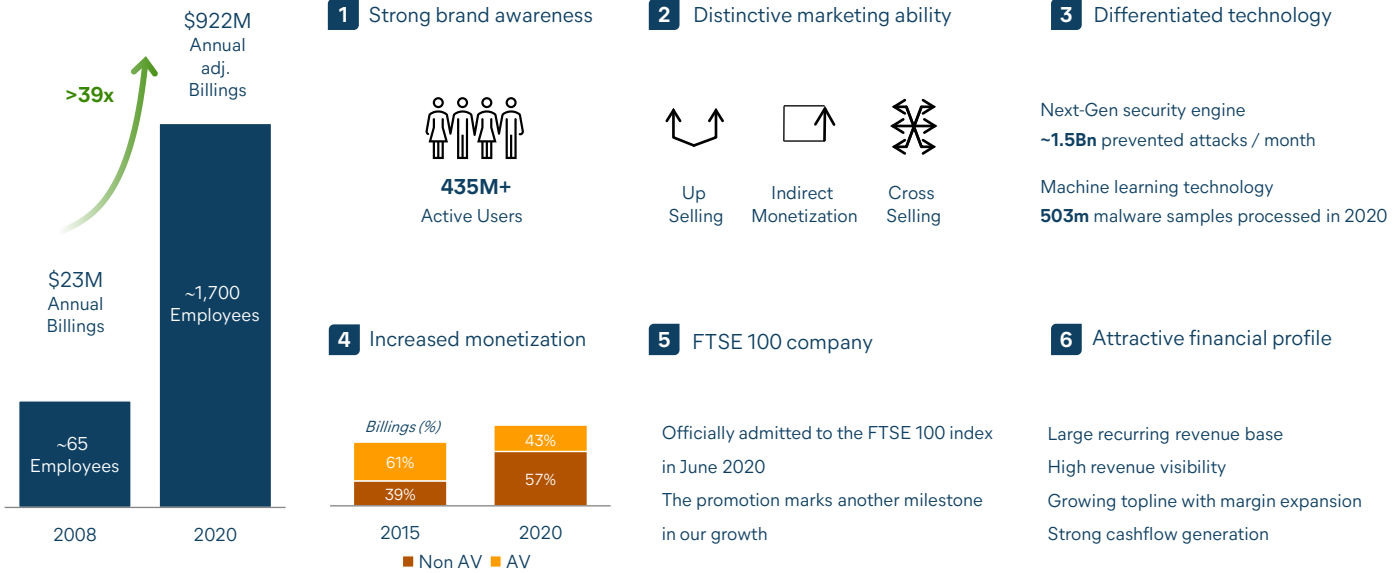 $922M
Annual
adj.
Billings
>39x
$23M
Annual
Billings
~1,700
Employees
~65
Employees
2008
2020
1 Strong brand awareness
435M+
Active Users
2 Distinctive marketing ability
Up
Selling
Indirect
Monetization
Cross
Selling
3 Differentiated technology
Next-Gen security engine
~1.5Bn prevented attacks / month
Machine learning technology
503m malware samples processed in 2020
4 Increased monetization
Billings (%)
61%
39%
43%
57%
2015
2020
Non AV
AV
5 FTSE 100 company
Officially admitted to the FTSE 100 index
in June 2020
The promotion marks another milestone
in our growth
6 Attractive financial profile
Large recurring revenue base
High revenue visibility
Growing topline with margin expansion
Strong cashflow generation